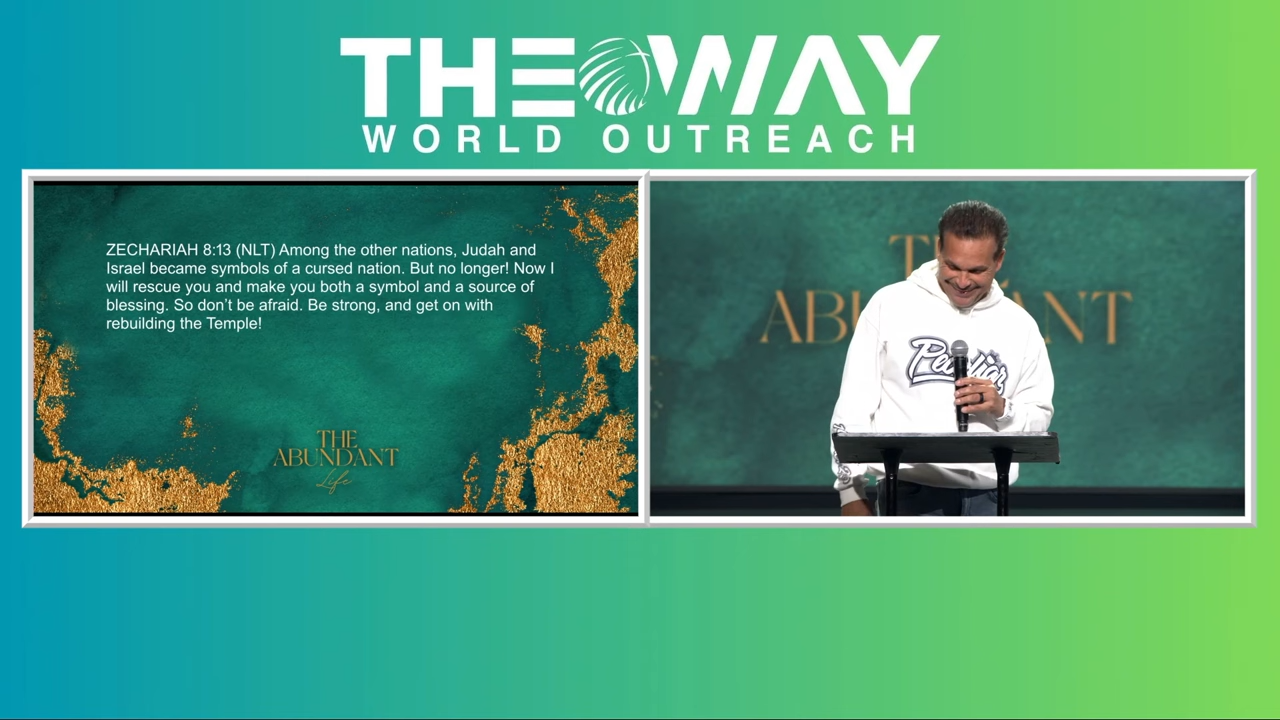 THE WAY
WORLD OUTREACH
ZECHARIAH 8:13 (NLT) Among the other nations, Judah and
Israel became symbols of a cursed nation. But no longer! Now I
will rescue you and make you both a symbol and a source of
blessing. So don’t be afraid. Be strong, and get on with
rebuilding the Temple!
THE
ABUNDANT
Life